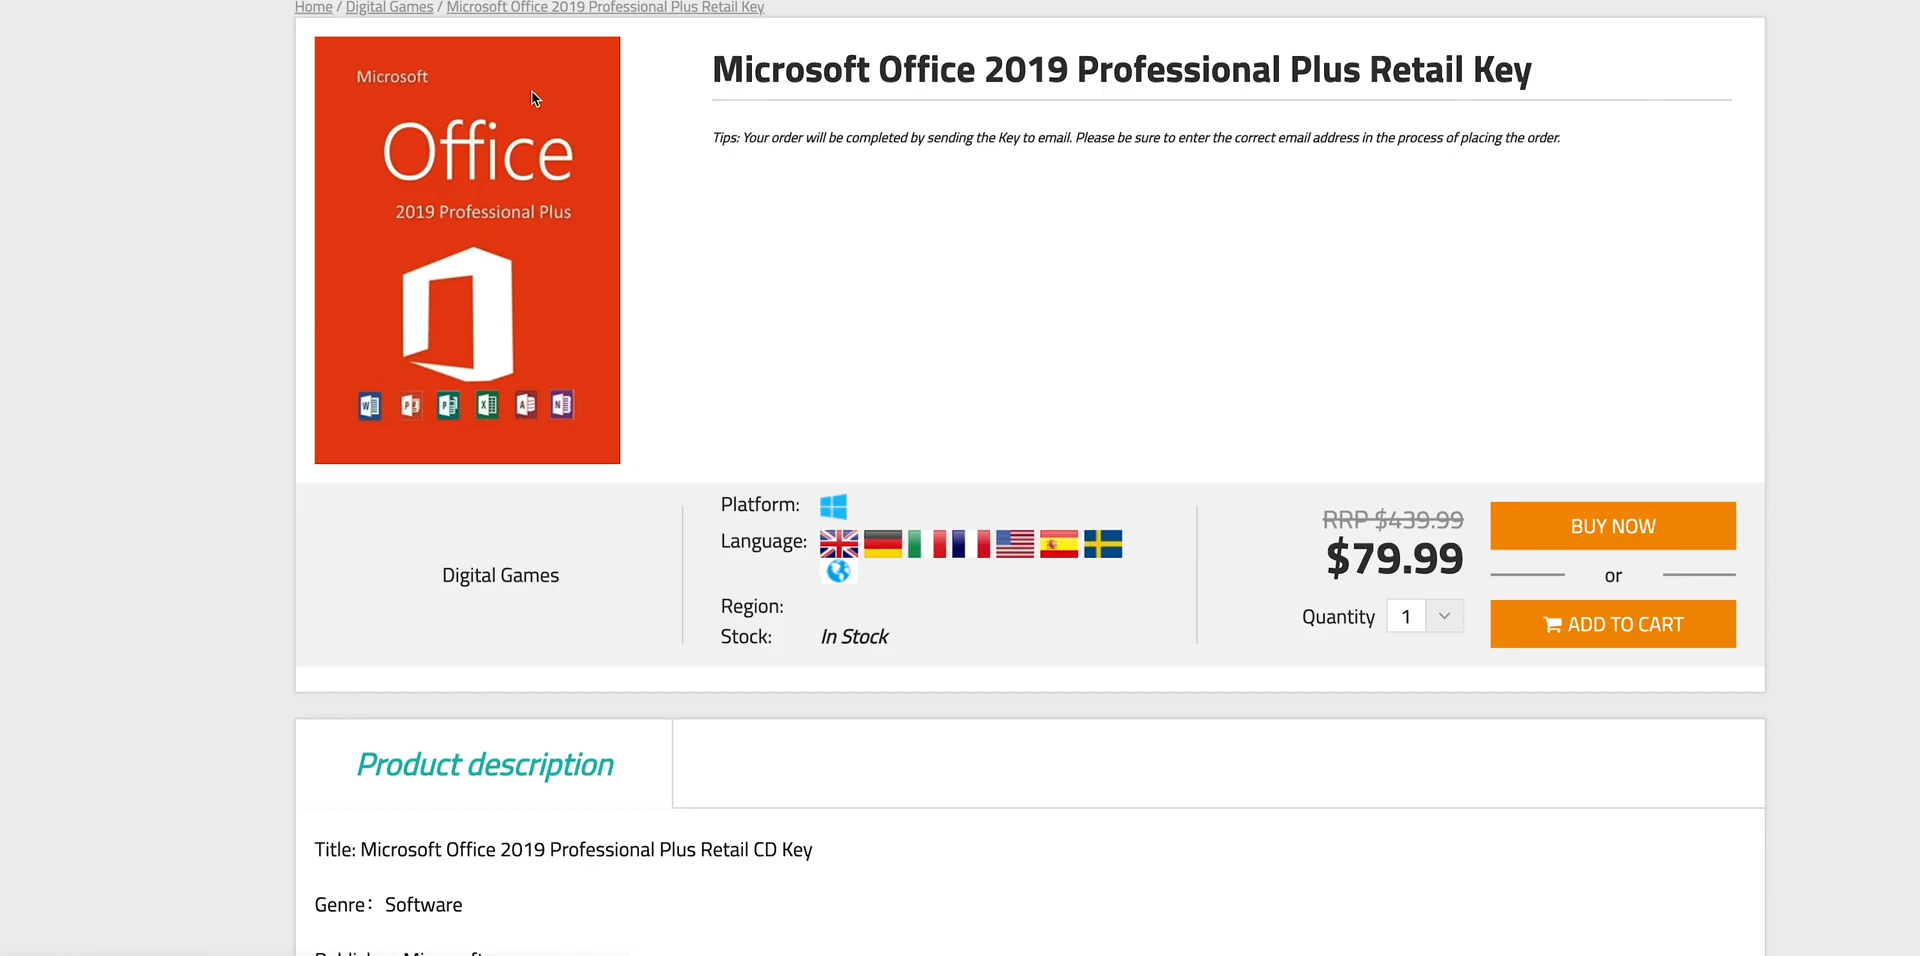 Home / Digital Games / Microsoft Office 2019 Professional Plus Retail Key
Microsoft
Office
2019 Professional Plus
Microsoft Office 2019 Professional Plus Retail Key
Tips: Your order will be completed by sending the Key to email. Please be sure to enter the correct email address in the process of placing the order.
Digital Games
Platform:
Language:
Region:
Stock: In Stock
RRP $439.99
$79.99
Quantity 1
BUY NOW
or
ADD TO CART
Product description
Title: Microsoft Office 2019 Professional Plus Retail CD Key
Genre: Software